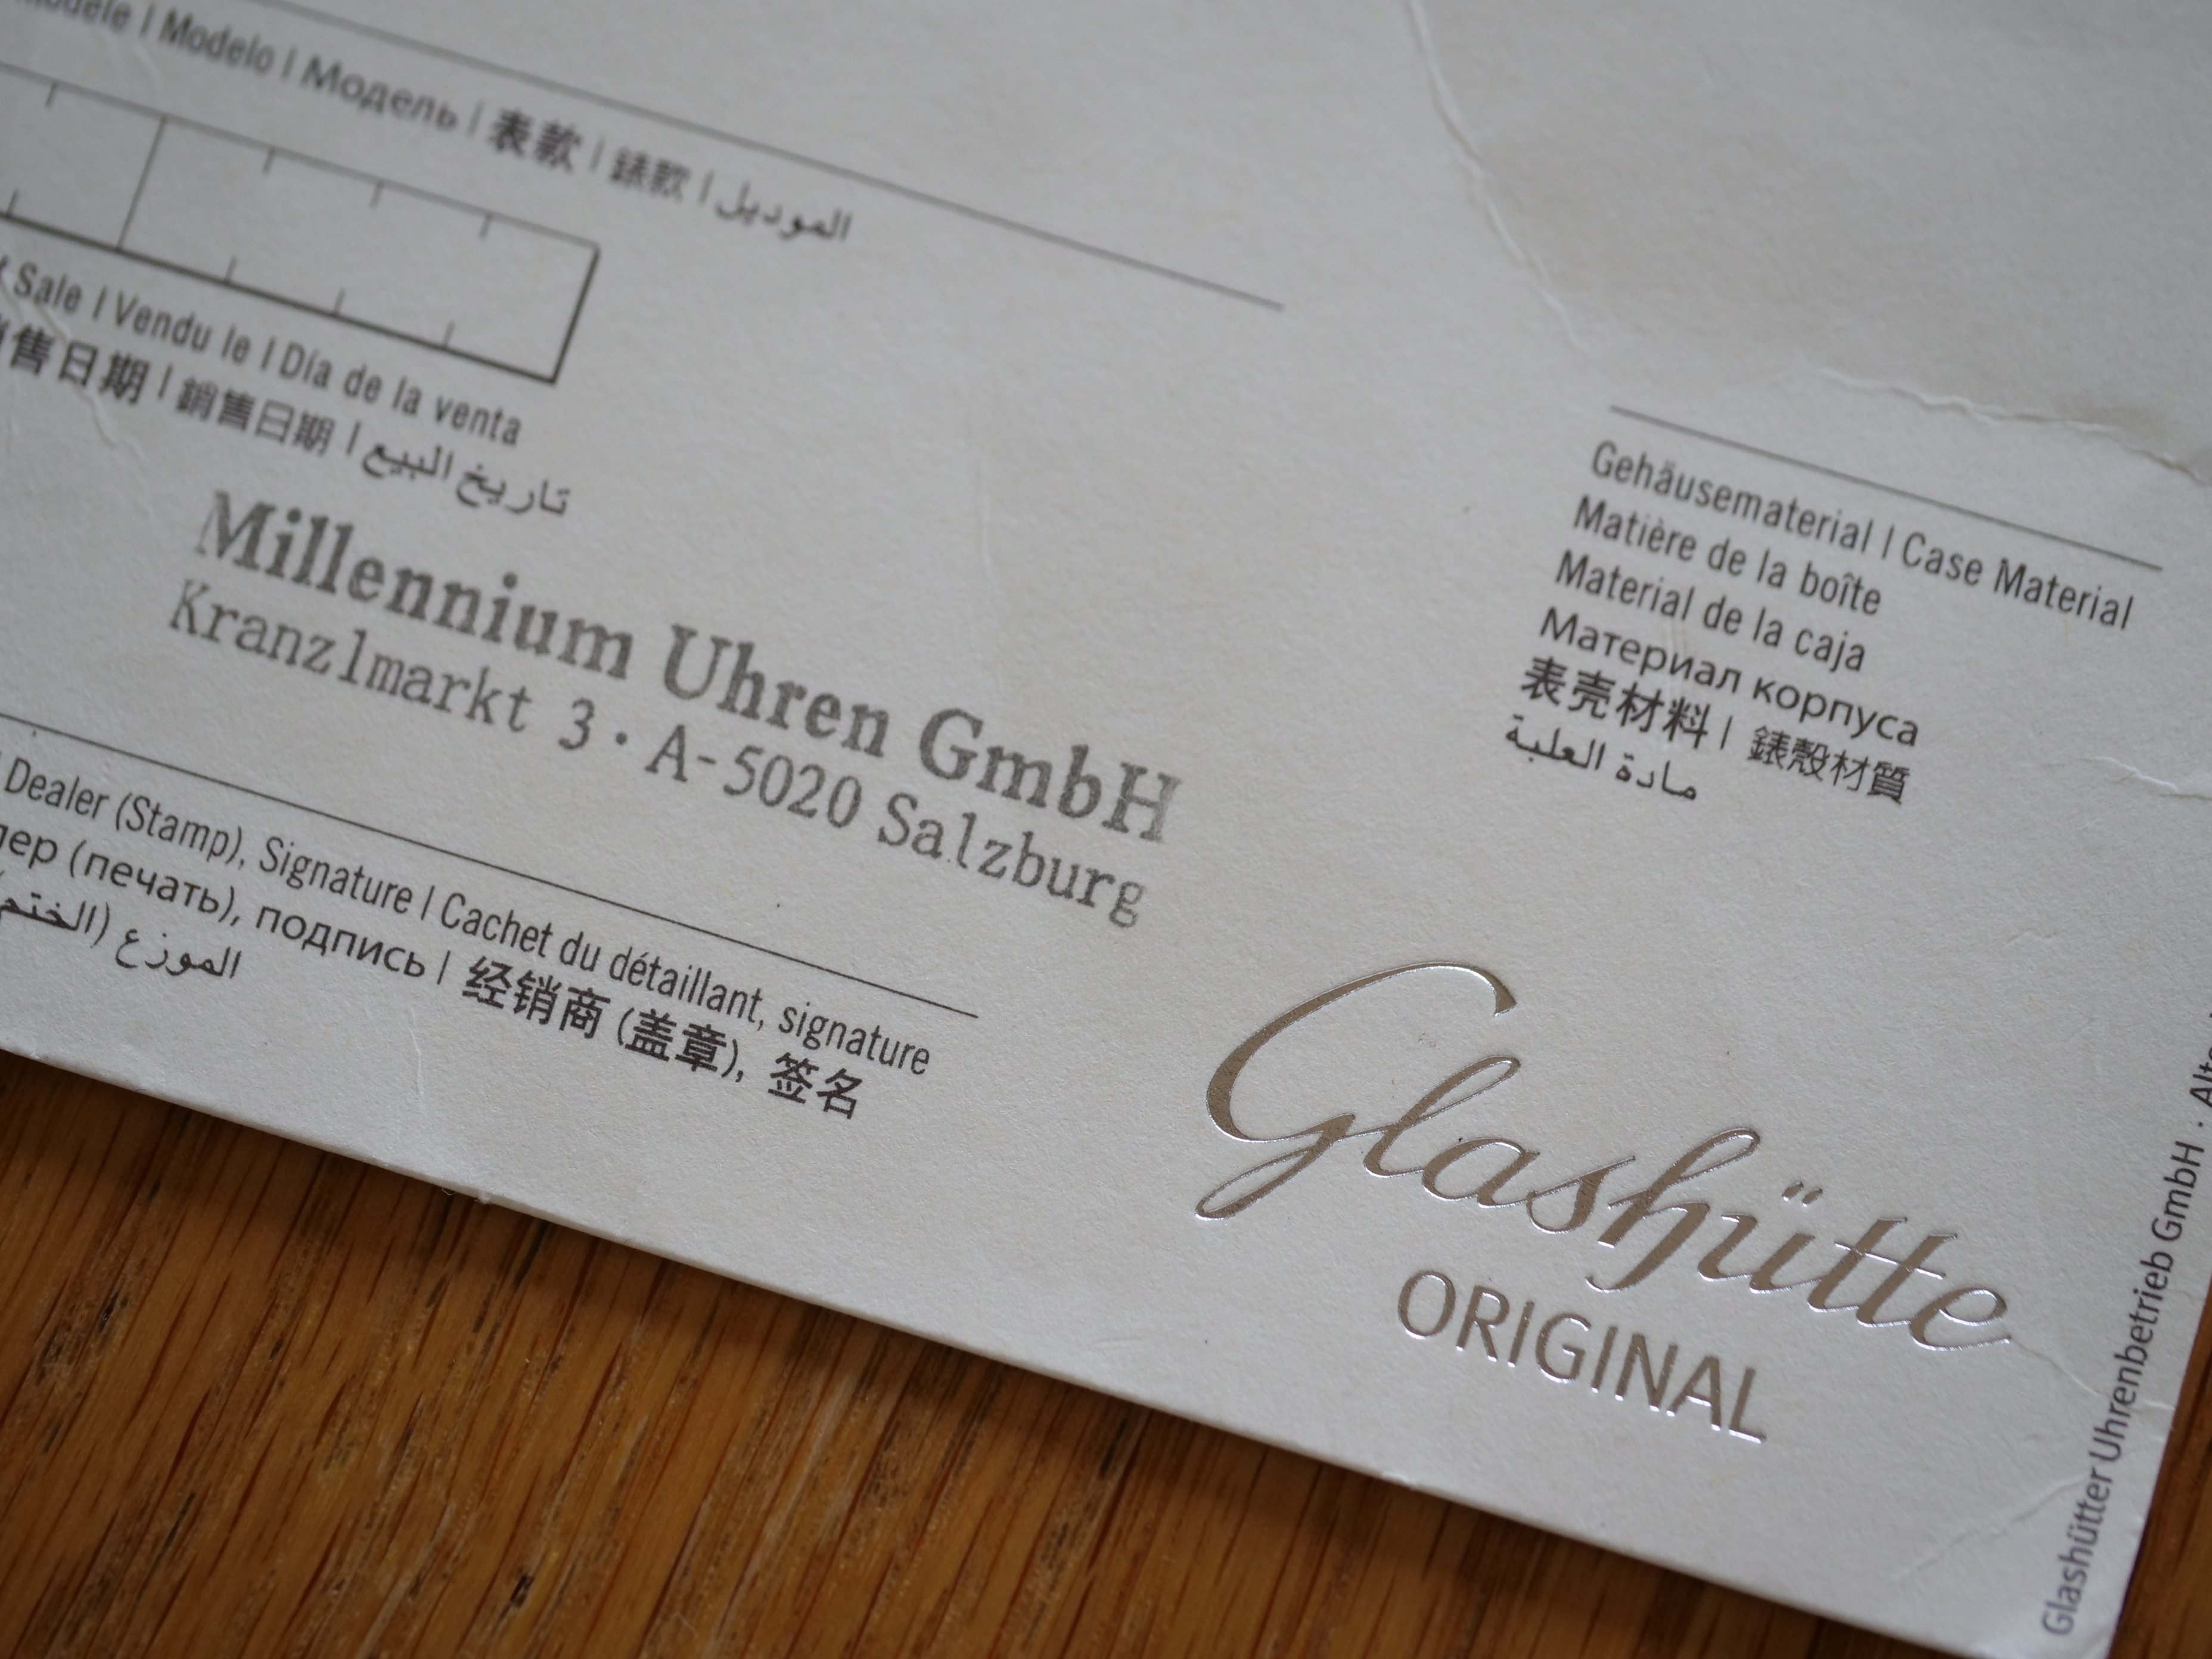 Modelo | Модель | 表款 | 錶款 | الموديل
Sale | Vendu le | Día de la venta
售日期 | 銷售日期 | تاريخ البيع
Millennium Uhren GmbH
Kranzlmarkt 3 · A-5020 Salzburg
Dealer (Stamp), Signature | Cachet du détaillant, signature
(печать), подпись | 经销商 (盖章), 签名
الموزع (الختم
Gehäusematerial | Case Material
Matière de la boîte
Material de la caja
Материал корпуса
表壳材料 | 錶殼材質
مادة العلبة
Glashütte
ORIGINAL
Glashütter Uhrenbetrieb GmbH ·